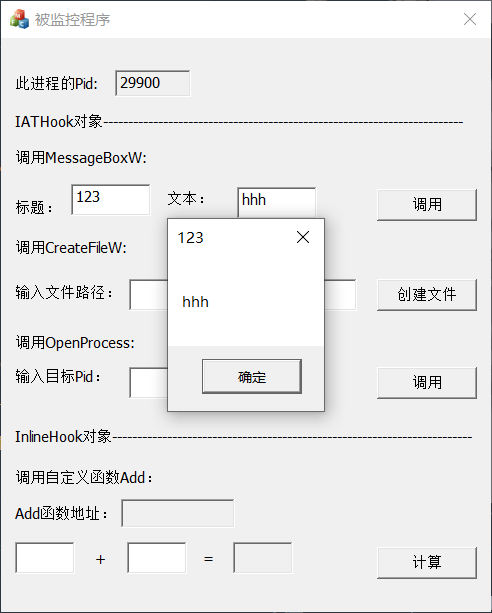 被监控程序
此进程的Pid: 29900
IATHook对象------------------------------------------------------------------------
调用MessageBoxW:
标题： 123 文本： hhh 调用
调用CreateFileW:
输入文件路径： 创建文件
123
hhh
确定
调用OpenProcess:
输入目标Pid： 调用
InlineHook对象------------------------------------------------------------------------
调用自定义函数Add：
Add函数地址：
+ = 计算